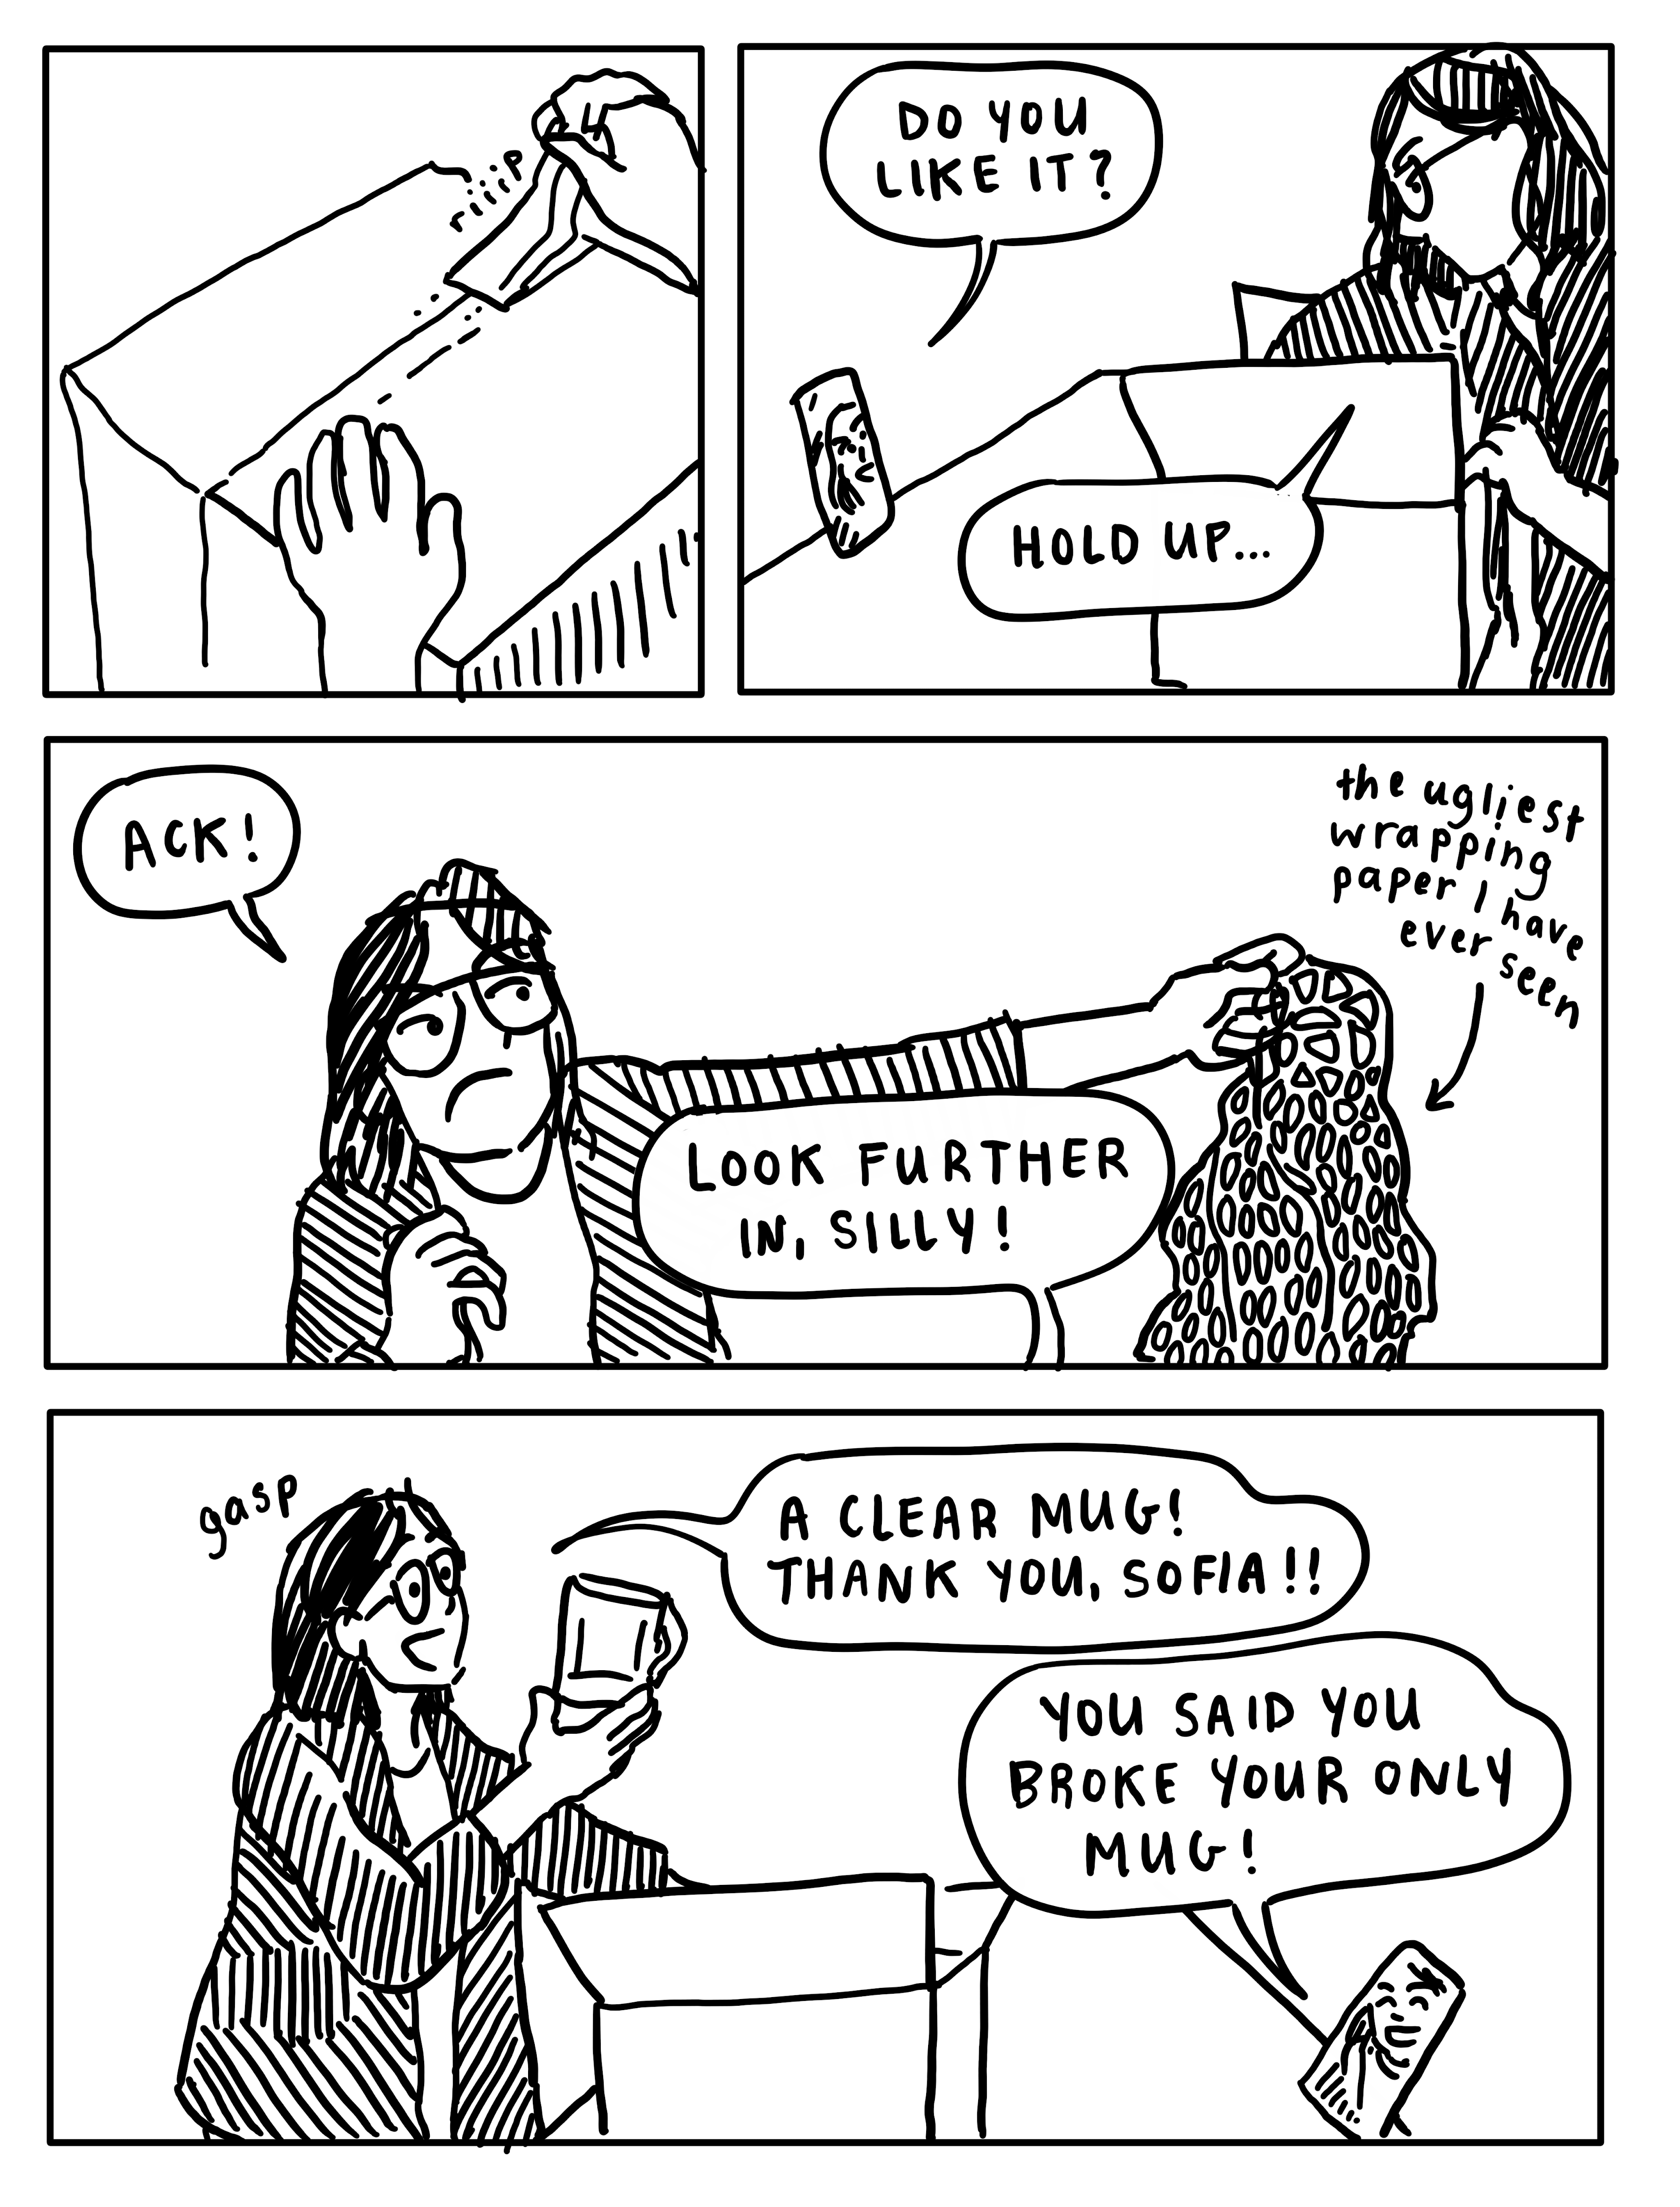 DO YOU
LIKE IT?
HOLD UP...
ACK!
the ugliest
wrapping
paper I have
ever seen
LOOK FURTHER
IN, SILLY!
gasp
A CLEAR MUG!
THANK YOU, SOFIA!!
YOU SAID YOU
BROKE YOUR ONLY
MUG!